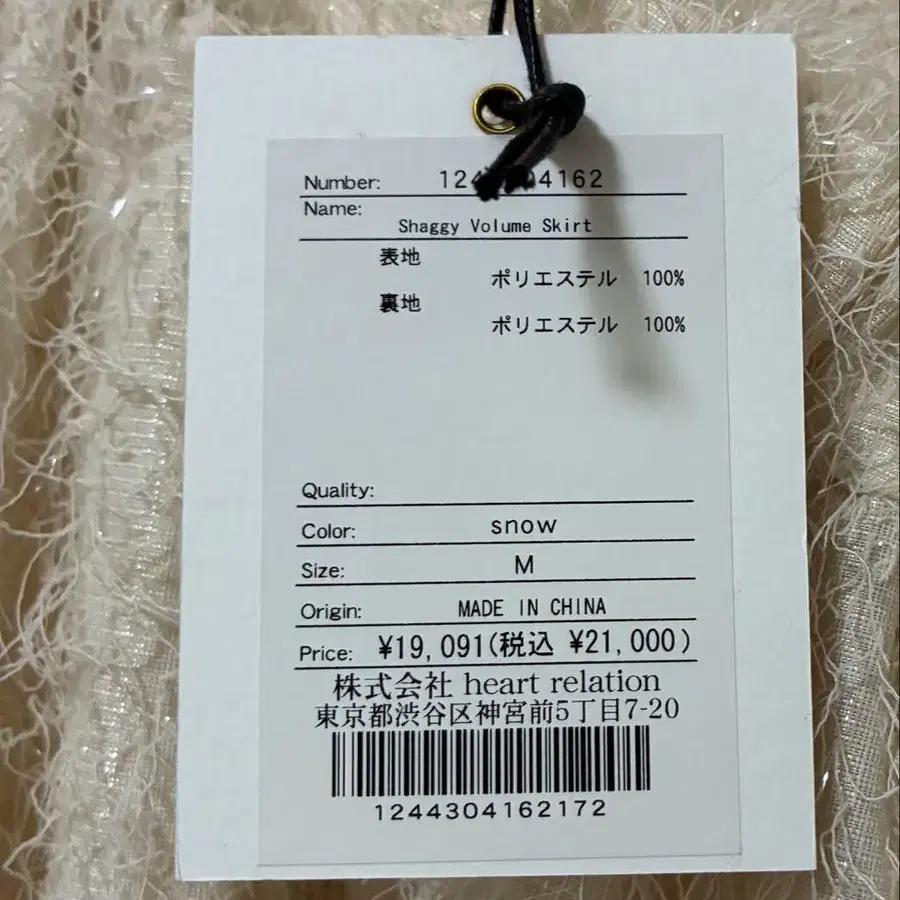 Number: 1244304162
Name:
Shaggy Volume Skirt
表地
ポリエステル 100%
裏地
ポリエステル 100%
Quality:
Color: snow
Size: M
Origin: MADE IN CHINA
Price: ¥19,091(税込 ¥21,000)
株式会社 heart relation
東京都渋谷区神宮前5丁目7-20
1244304162172